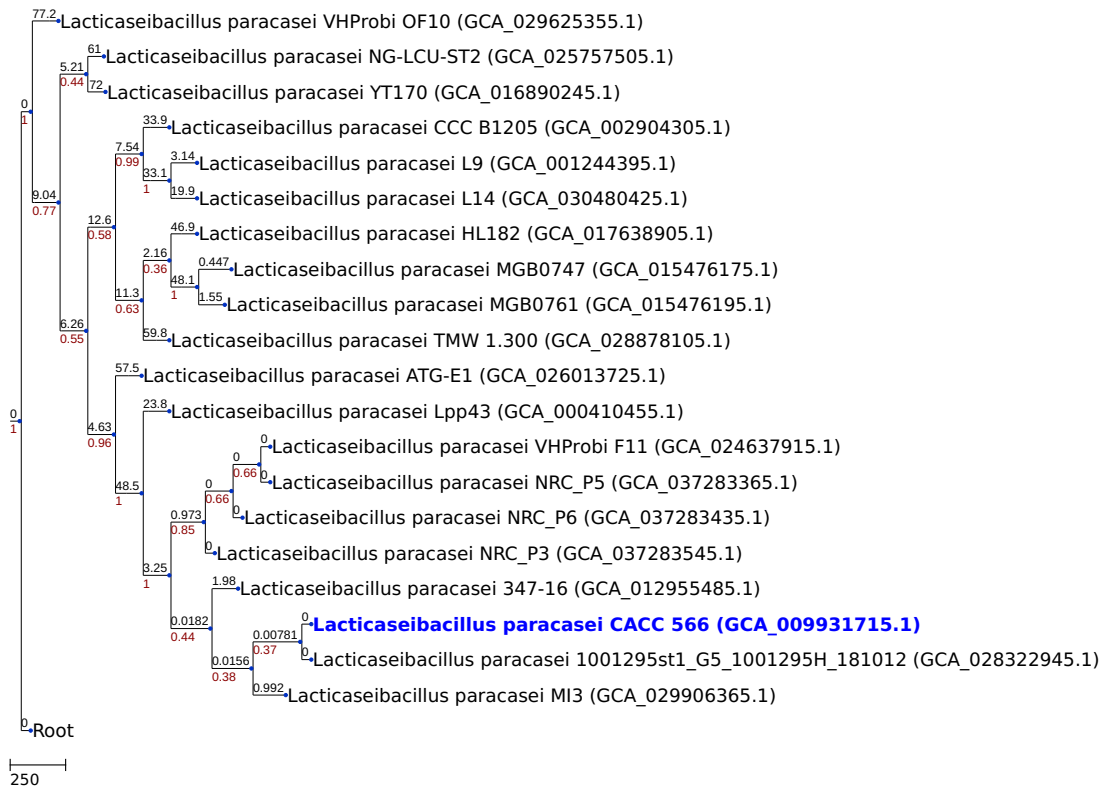 77.2 Lacticaseibacillus paracasei VHProbi OF10 (GCA_029625355.1)
61 Lacticaseibacillus paracasei NG-LCU-ST2 (GCA_025757505.1)
5.21
0.44
72 Lacticaseibacillus paracasei YT170 (GCA_016890245.1)
0
1
33.9 Lacticaseibacillus paracasei CCC B1205 (GCA_002904305.1)
7.54
0.99
3.14 Lacticaseibacillus paracasei L9 (GCA_001244395.1)
33.1
1
19.9 Lacticaseibacillus paracasei L14 (GCA_030480425.1)
9.04
0.77
12.6
0.58
46.9 Lacticaseibacillus paracasei HL182 (GCA_017638905.1)
2.16
0.36
0.447 Lacticaseibacillus paracasei MGB0747 (GCA_015476175.1)
48.1
1
1.55 Lacticaseibacillus paracasei MGB0761 (GCA_015476195.1)
11.3
0.63
6.26
0.55
59.8 Lacticaseibacillus paracasei TMW 1.300 (GCA_028878105.1)
57.5 Lacticaseibacillus paracasei ATG-E1 (GCA_026013725.1)
23.8 Lacticaseibacillus paracasei Lpp43 (GCA_000410455.1)
0
1
4.63
0.96
0 Lacticaseibacillus paracasei VHProbi F11 (GCA_024637915.1)
0
0.66
0 Lacticaseibacillus paracasei NRC_P5 (GCA_037283365.1)
48.5
1
0
0.66
0 Lacticaseibacillus paracasei NRC_P6 (GCA_037283435.1)
0.973
0.85
0 Lacticaseibacillus paracasei NRC_P3 (GCA_037283545.1)
3.25
1
1.98 Lacticaseibacillus paracasei 347-16 (GCA_012955485.1)
0.0182
0.44
0 Lacticaseibacillus paracasei CACC 566 (GCA_009931715.1)
0.00781
0.37
0 Lacticaseibacillus paracasei 1001295st1_G5_1001295H_181012 (GCA_028322945.1)
0.0156
0.38
0.992 Lacticaseibacillus paracasei MI3 (GCA_029906365.1)
0 Root
250